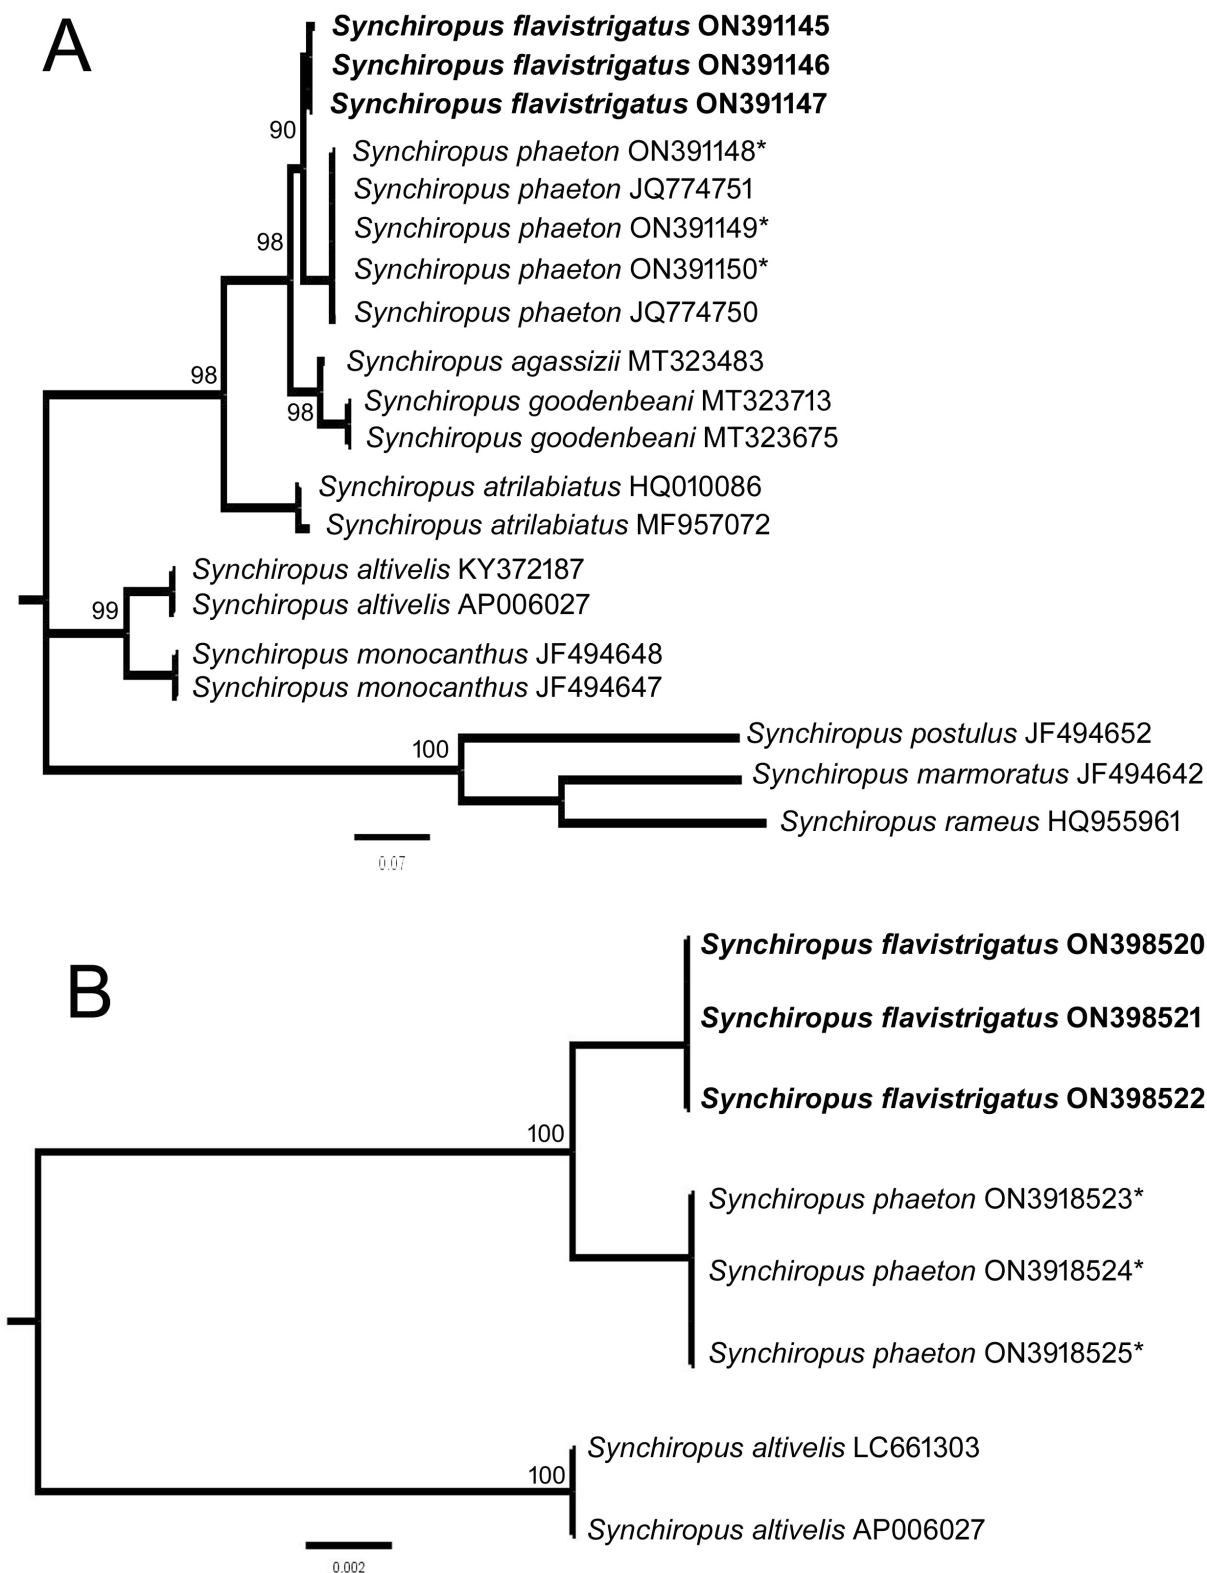 A
Synchiropus flavistrigatus ON391145
Synchiropus flavistrigatus ON391146
Synchiropus flavistrigatus ON391147
90
Synchiropus phaeton ON391148*
Synchiropus phaeton JQ774751
Synchiropus phaeton ON391149*
98
Synchiropus phaeton ON391150*
Synchiropus phaeton JQ774750
Synchiropus agassizii MT323483
98
Synchiropus goodenbeani MT323713
98
Synchiropus goodenbeani MT323675
Synchiropus atrilabiatus HQ010086
Synchiropus atrilabiatus MF957072
Synchiropus altivelis KY372187
99
Synchiropus altivelis AP006027
Synchiropus monocanthus JF494648
Synchiropus monocanthus JF494647
Synchiropus postulus JF494652
100
Synchiropus marmoratus JF494642
Synchiropus rameus HQ955961
0.07
B
Synchiropus flavistrigatus ON398520
Synchiropus flavistrigatus ON398521
Synchiropus flavistrigatus ON398522
100
Synchiropus phaeton ON3918523*
Synchiropus phaeton ON3918524*
Synchiropus phaeton ON3918525*
Synchiropus altivelis LC661303
100
Synchiropus altivelis AP006027
0.002